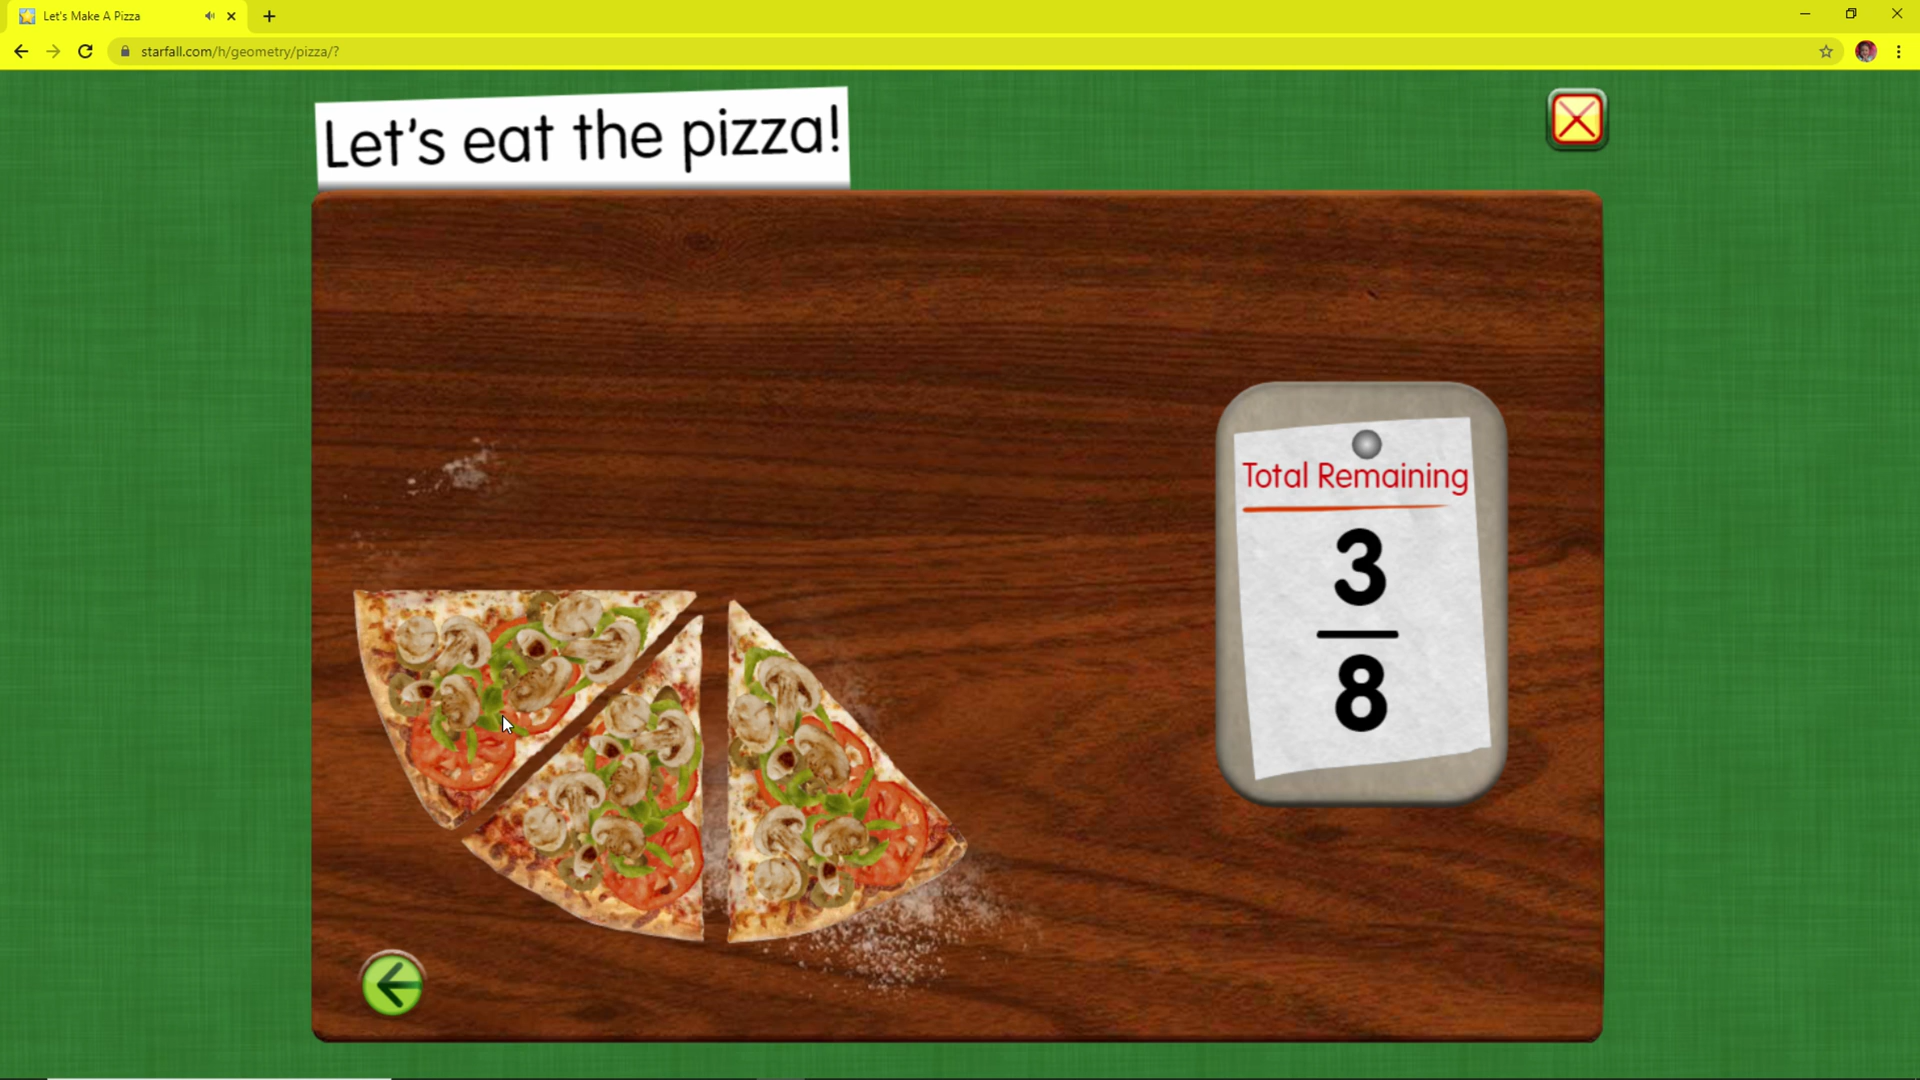 Let's Make A Pizza
starfall.com/h/geometry/pizza/?
Let's eat the pizza!
Total Remaining
3
8